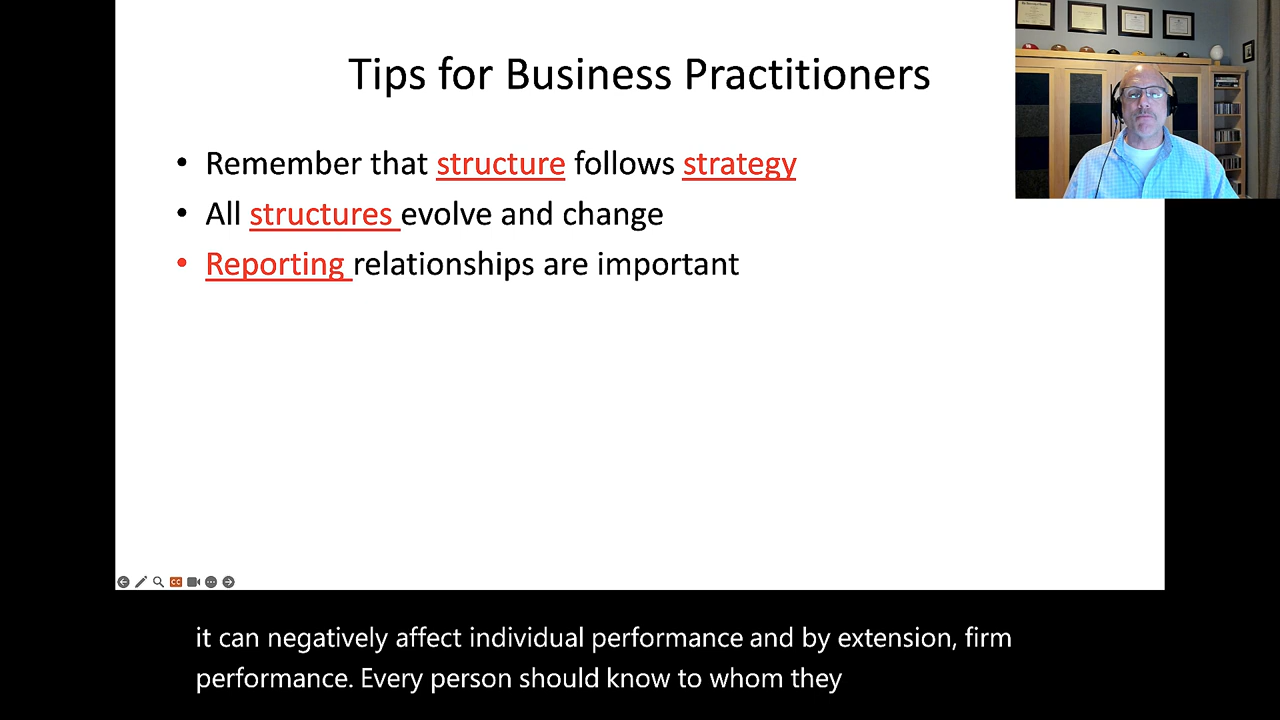 Tips for Business Practitioners
• Remember that structure follows strategy
• All structures evolve and change
• Reporting relationships are important
CC
it can negatively affect individual performance and by extension, firm
performance. Every person should know to whom they